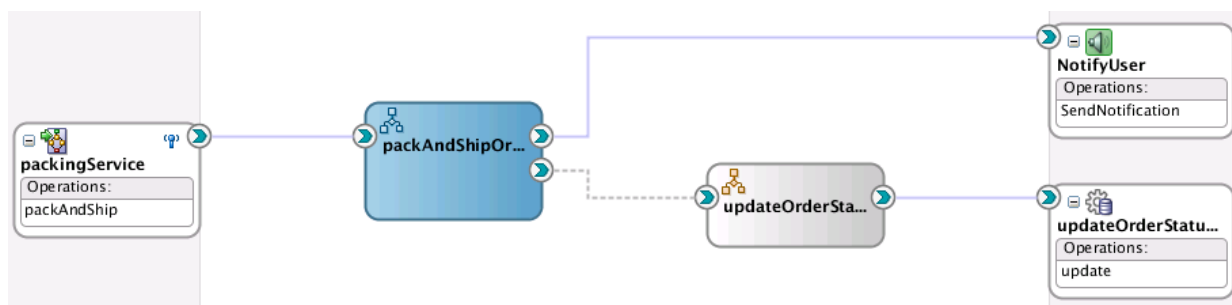 NotifyUser
Operations:
SendNotification
packAndShipOr...
packingService
Operations:
packAndShip
updateOrderSta...
updateOrderStatu...
Operations:
update